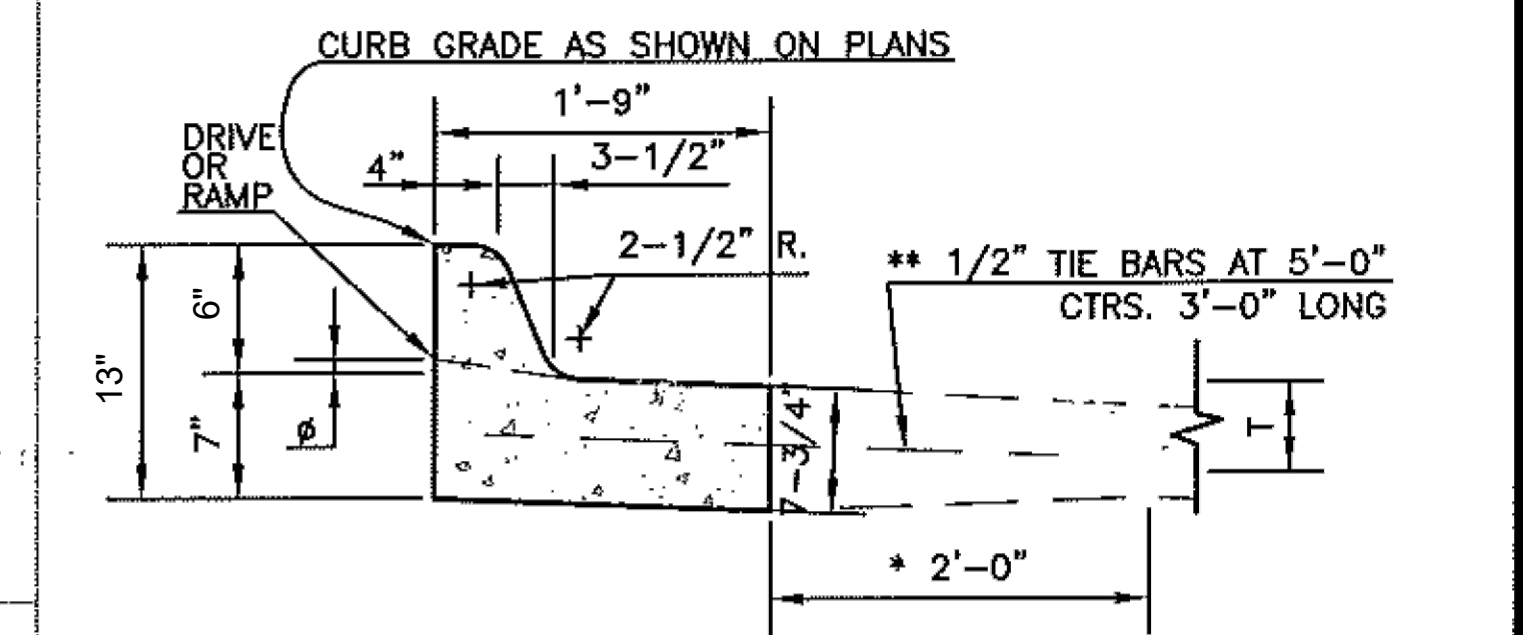 CURB GRADE AS SHOWN ON PLANS
1'-9"
DRIVE
OR
RAMP
4"
3-1/2"
2-1/2" R.
** 1/2" TIE BARS AT 5'-0"
CTRS. 3'-0" LONG
6"
13"
7"
ø
7-3/4"
T
* 2'-0"